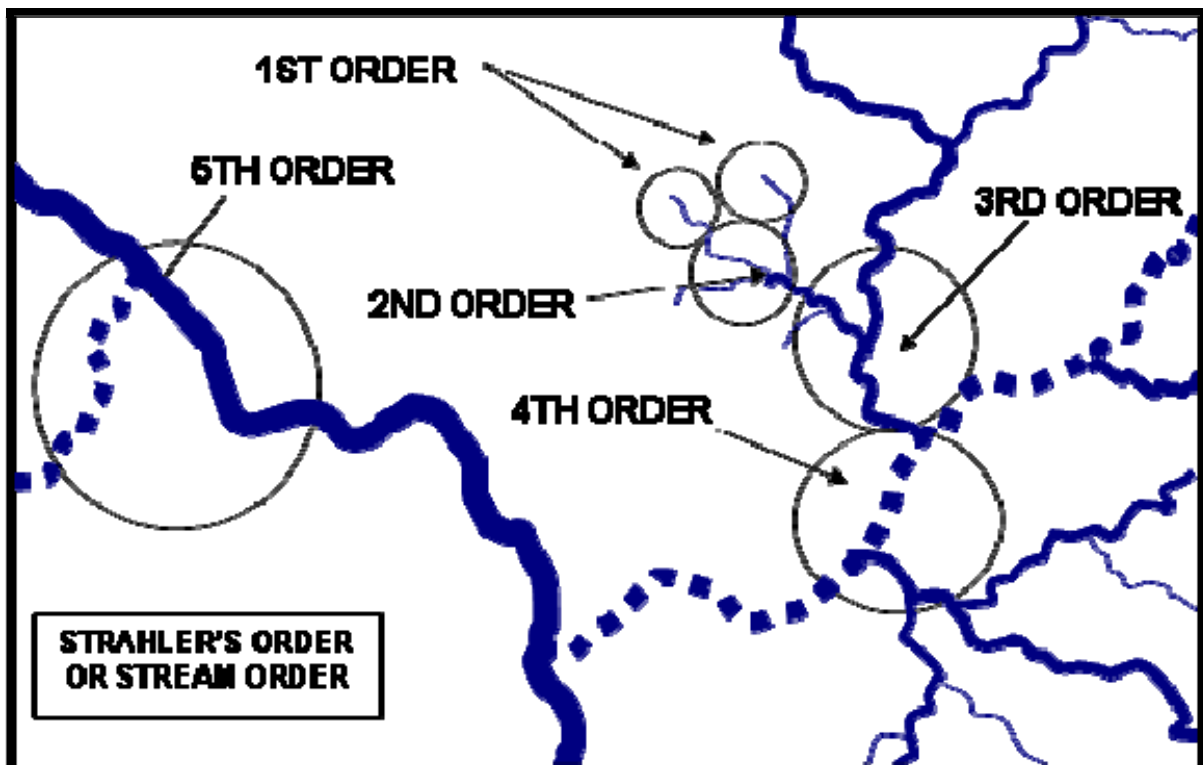 1ST ORDER
5TH ORDER
3RD ORDER
2ND ORDER
4TH ORDER
STRAHLER'S ORDER
OR STREAM ORDER